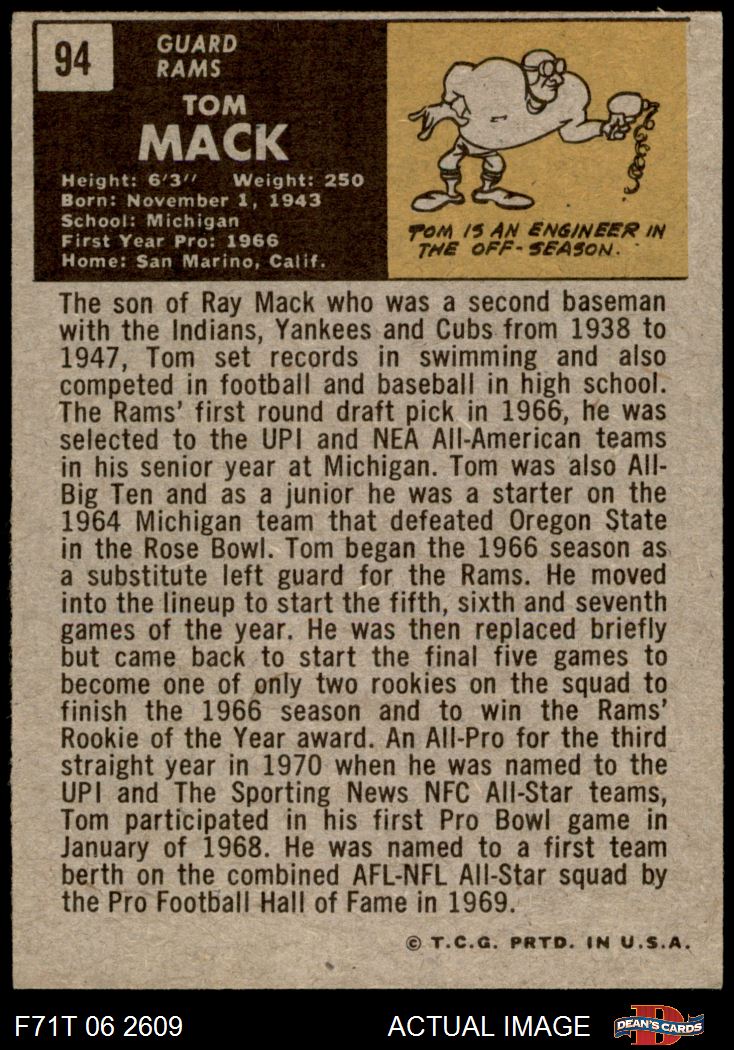 94
GUARD
RAMS
TOM
MACK
Height: 6'3" Weight: 250
Born: November 1, 1943
School: Michigan
First Year Pro: 1966
Home: San Marino, Calif.
TOM IS AN ENGINEER IN
THE OFF-SEASON.
The son of Ray Mack who was a second baseman
with the Indians, Yankees and Cubs from 1938 to
1947, Tom set records in swimming and also
competed in football and baseball in high school.
The Rams' first round draft pick in 1966, he was
selected to the UPI and NEA All-American teams
in his senior year at Michigan. Tom was also All-
Big Ten and as a junior he was a starter on the
1964 Michigan team that defeated Oregon State
in the Rose Bowl. Tom began the 1966 season as
a substitute left guard for the Rams. He moved
into the lineup to start the fifth, sixth and seventh
games of the year. He was then replaced briefly
but came back to start the final five games to
become one of only two rookies on the squad to
finish the 1966 season and to win the Rams'
Rookie of the Year award. An All-Pro for the third
straight year in 1970 when he was named to the
UPI and The Sporting News NFC All-Star teams,
Tom participated in his first Pro Bowl game in
January of 1968. He was named to a first team
berth on the combined AFL-NFL All-Star squad by
the Pro Football Hall of Fame in 1969.
© T.C.G. PRTD. IN U.S.A.
F71T 06 2609 ACTUAL IMAGE D DEAN'S CARDS